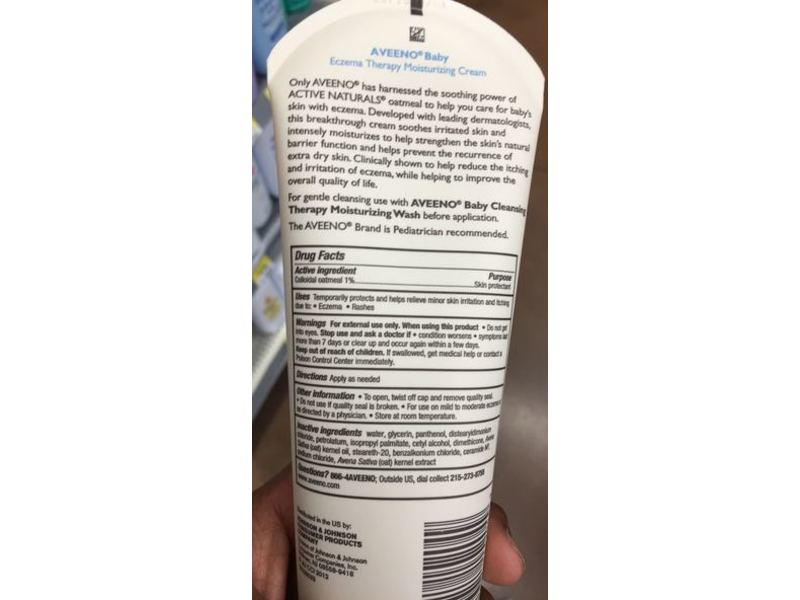 AVEENO® Baby
Eczema Therapy Moisturizing Cream
Only AVEENO® has harnessed the soothing power of
ACTIVE NATURALS® oatmeal to help you care for baby's
skin with eczema. Developed with leading dermatologists,
this breakthrough cream soothes irritated skin and
intensely moisturizes to help strengthen the skin's natural
barrier function and helps prevent the recurrence of
extra dry skin. Clinically shown to help reduce the itching
and irritation of eczema, while helping to improve the
overall quality of life.
For gentle cleansing use with AVEENO® Baby Cleansing
Therapy Moisturizing Wash before application.
The AVEENO® Brand is Pediatrician recommended.
Drug Facts
Active ingredient Purpose
Colloidal oatmeal 1% Skin protectant
Uses Temporarily protects and helps relieve minor skin irritation and itching
due to: • Eczema • Rashes
Warnings For external use only. When using this product • Do not get
into eyes. Stop use and ask a doctor if • condition worsens • symptoms last
more than 7 days or clear up and occur again within a few days.
Keep out of reach of children. If swallowed, get medical help or contact a
Poison Control Center immediately.
Directions Apply as needed
Other information • To open, twist off cap and remove quality seal.
• Do not use if quality seal is broken. • For use on mild to moderate eczema
as directed by a physician. • Store at room temperature.
Inactive ingredients water, glycerin, panthenol, distearyldimonium
chloride, petrolatum, isopropyl palmitate, cetyl alcohol, dimethicone, Avena
Sativa (oat) kernel oil, steareth-20, benzalkonium chloride, ceramide NP,
sodium chloride, Avena Sativa (oat) kernel extract
Questions? 866-4AVEENO; Outside US, dial collect 215-273-8755
www.aveeno.com
Distributed in the US by:
JOHNSON & JOHNSON
CONSUMER PRODUCTS
COMPANY
Division of Johnson & Johnson
Consumer Companies, Inc.
NJ 08558-9418
2013